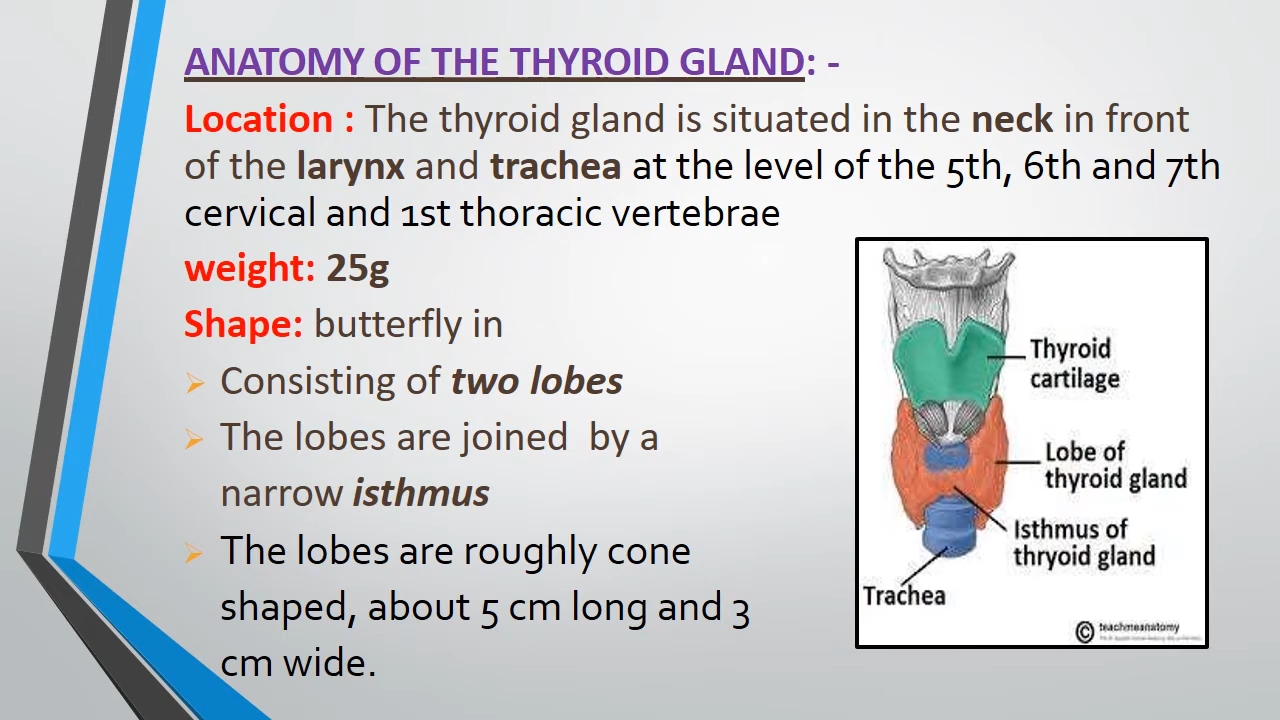 ANATOMY OF THE THYROID GLAND: -
Location : The thyroid gland is situated in the neck in front
of the larynx and trachea at the level of the 5th, 6th and 7th
cervical and 1st thoracic vertebrae
weight: 25g
Shape: butterfly in
Consisting of two lobes
The lobes are joined by a
narrow isthmus
The lobes are roughly cone
shaped, about 5 cm long and 3
cm wide.
Thyroid
cartilage
Lobe of
thyroid gland
Isthmus of
thryoid gland
Trachea
© teachmeanatomy